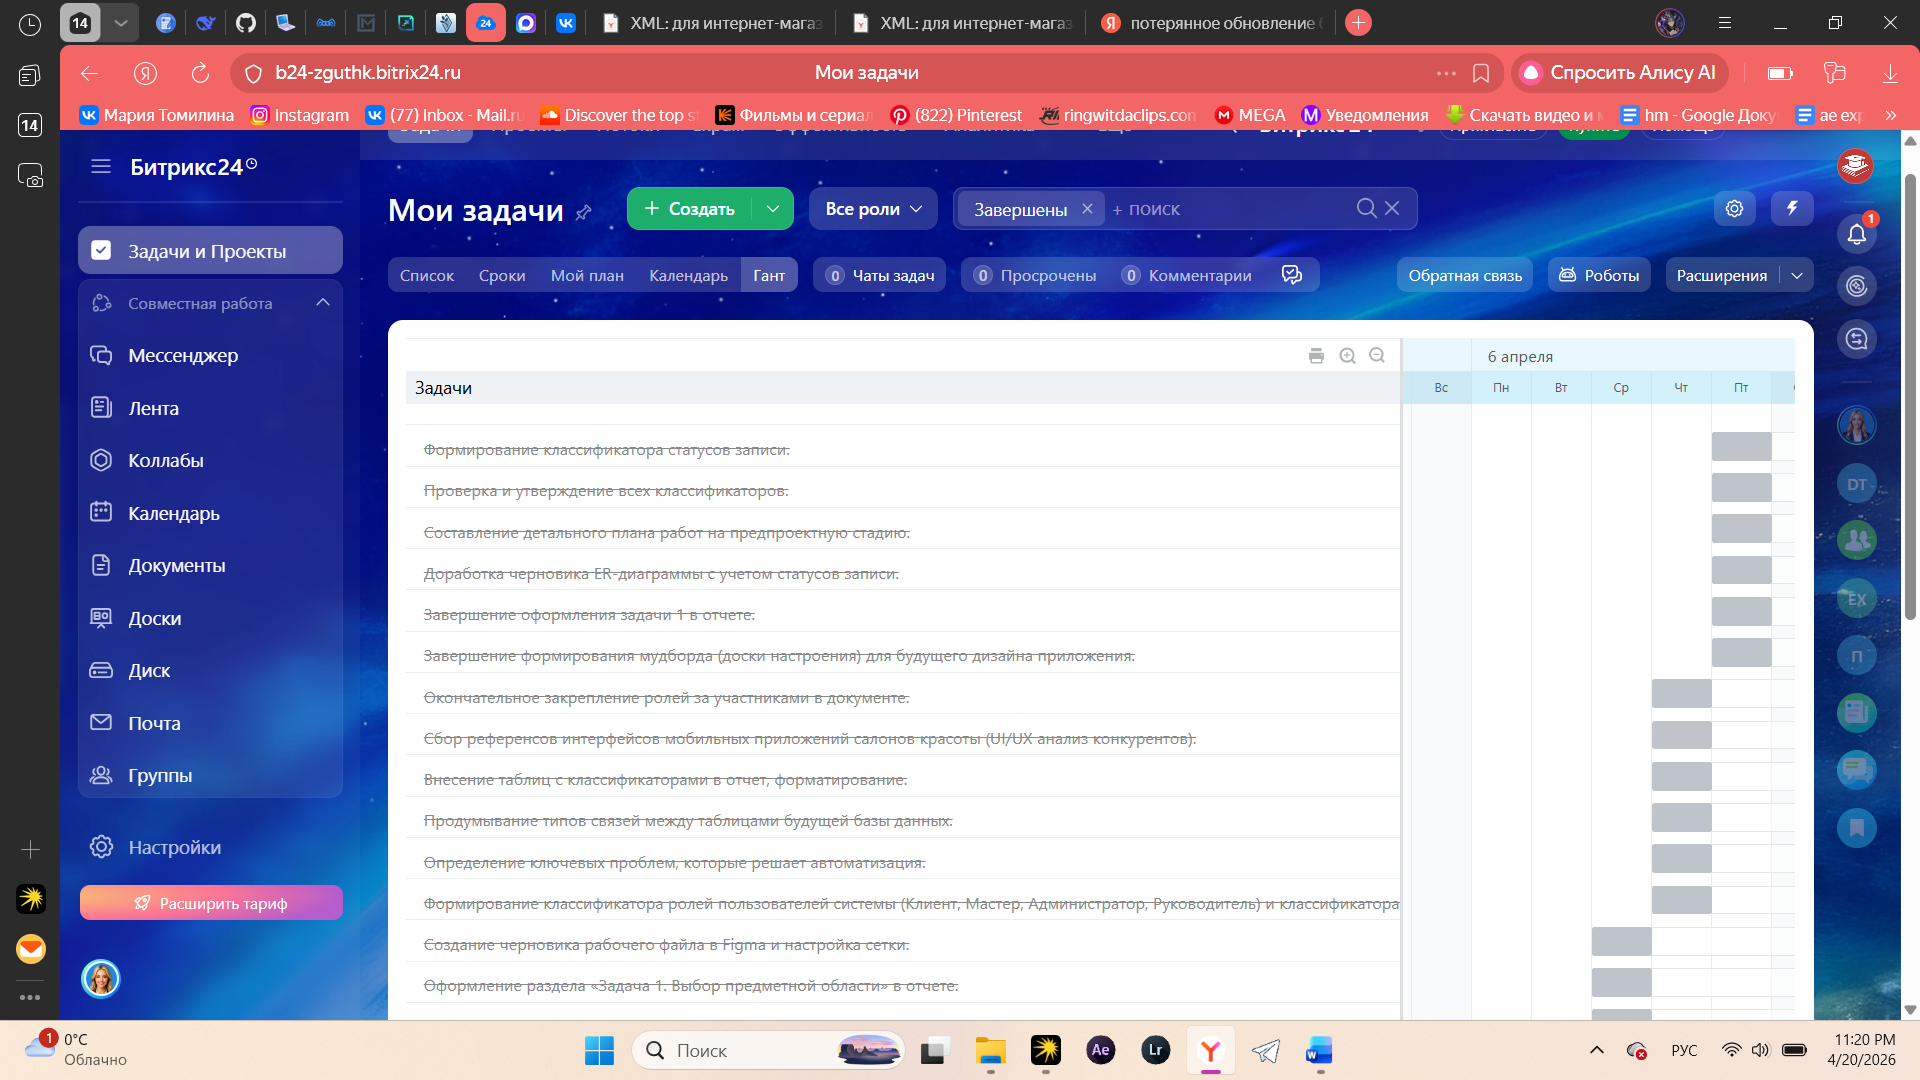 14
XML: для интернет-магаз
XML: для интернет-магаз
потерянное обновление
b24-zguthk.bitrix24.ru
Мои задачи
Спросить Алису AI
Мария Томилина
Instagram
(77) Inbox - Mail.ru
Discover the top s
Фильмы и сериал
(822) Pinterest
ringwitdaclips.com
MEGA
Уведомления
Скачать видео и м
hm - Google Доку
ae exp
14
Битрикс24
Мои задачи
+ Создать
Все роли
Завершены
+ поиск
Список
Сроки
Мой план
Календарь
Гант
0 Чаты задач
0 Просрочены
0 Комментарии
Обратная связь
Роботы
Расширения
Задачи и Проекты
Совместная работа
Мессенджер
Лента
Коллабы
Календарь
Документы
Доски
Диск
Почта
Группы
Настройки
Расширить тариф
6 апреля
Задачи
Вс
Пн
Вт
Ср
Чт
Пт
Формирование классификатора статусов записи.
Проверка и утверждение всех классификаторов.
Составление детального плана работ на предпроектную стадию.
Доработка черновика ER-диаграммы с учетом статусов записи.
Завершение оформления задачи 1 в отчете.
Завершение формирования мудборда (доски настроения) для будущего дизайна приложения.
Окончательное закрепление ролей за участниками в документе.
Сбор референсов интерфейсов мобильных приложений салонов красоты (UI/UX анализ конкурентов).
Внесение таблиц с классификаторами в отчет, форматирование.
Продумывание типов связей между таблицами будущей базы данных.
Определение ключевых проблем, которые решает автоматизация.
Формирование классификатора ролей пользователей системы (Клиент, Мастер, Администратор, Руководитель) и классификатора
Создание черновика рабочего файла в Figma и настройка сетки.
Оформление раздела «Задача 1. Выбор предметной области» в отчете.
1
DT
EX
П
1
0°C
Облачно
Поиск
Ae
Lr
РУС
11:20 PM
4/20/2026